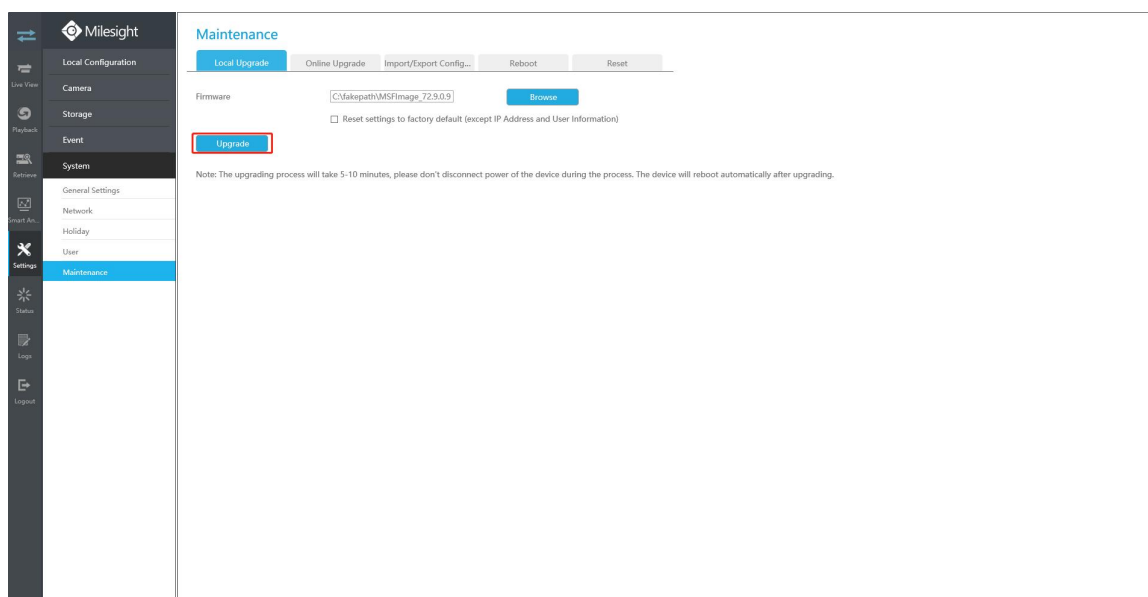 Milesight
Live View
Playback
Retrieve
Smart An...
Settings
Status
Logs
Logout
Local Configuration
Camera
Storage
Event
System
General Settings
Network
Holiday
User
Maintenance
Maintenance
Local Upgrade Online Upgrade Import/Export Config... Reboot Reset
Firmware C:\fakepath\MSFImage_72.9.0.9 Browse
Reset settings to factory default (except IP Address and User Information)
Upgrade
Note: The upgrading process will take 5-10 minutes, please don't disconnect power of the device during the process. The device will reboot automatically after upgrading.